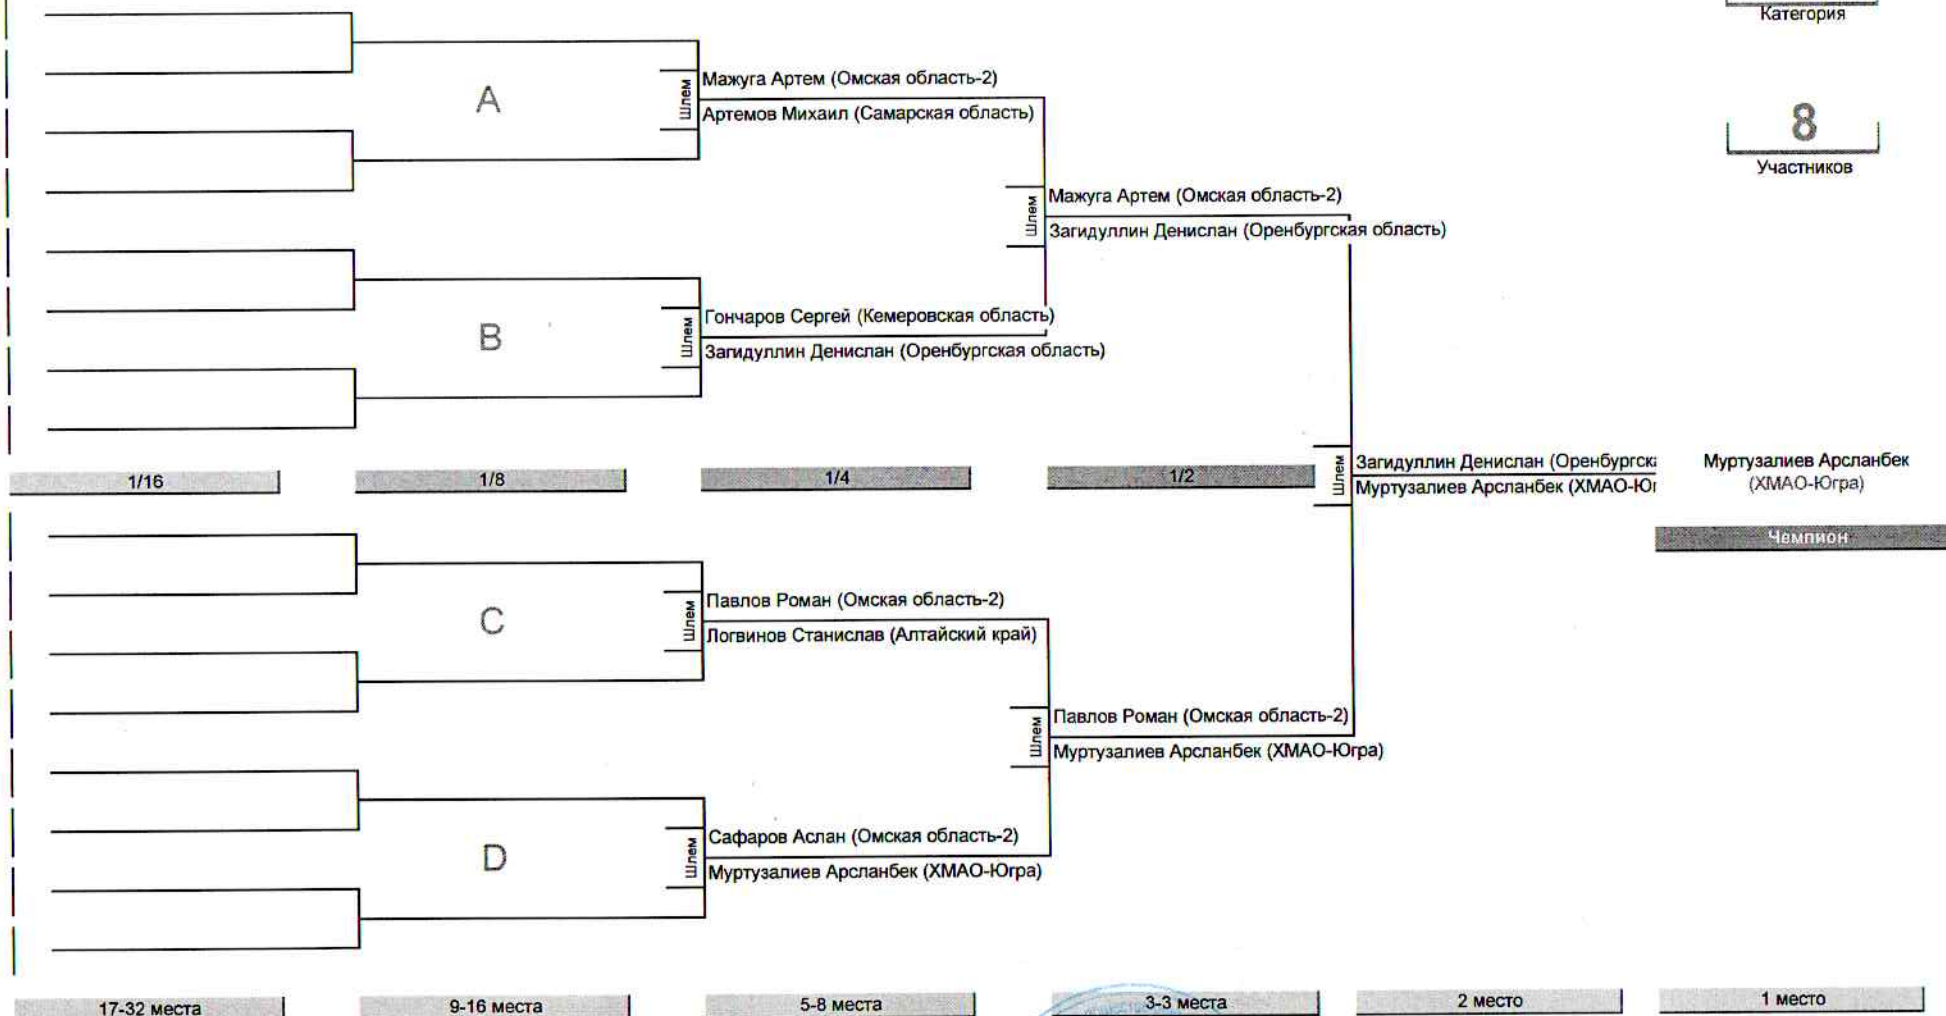 Категория
A
Шлем
Мажуга Артем (Омская область-2)
Артемов Михаил (Самарская область)
8
Участников
Шлем
Мажуга Артем (Омская область-2)
Загидуллин Денислан (Оренбургская область)
B
Шлем
Гончаров Сергей (Кемеровская область)
Загидуллин Денислан (Оренбургская область)
1/16
1/8
1/4
1/2
Шлем
Загидуллин Денислан (Оренбургска
Муртузалиев Арсланбек (ХМАО-Юг
Муртузалиев Арсланбек
(ХМАО-Югра)
Чемпион
C
Шлем
Павлов Роман (Омская область-2)
Логвинов Станислав (Алтайский край)
Шлем
Павлов Роман (Омская область-2)
Муртузалиев Арсланбек (ХМАО-Югра)
D
Шлем
Сафаров Аслан (Омская область-2)
Муртузалиев Арсланбек (ХМАО-Югра)
17-32 места
9-16 места
5-8 места
3-3 места
2 место
1 место